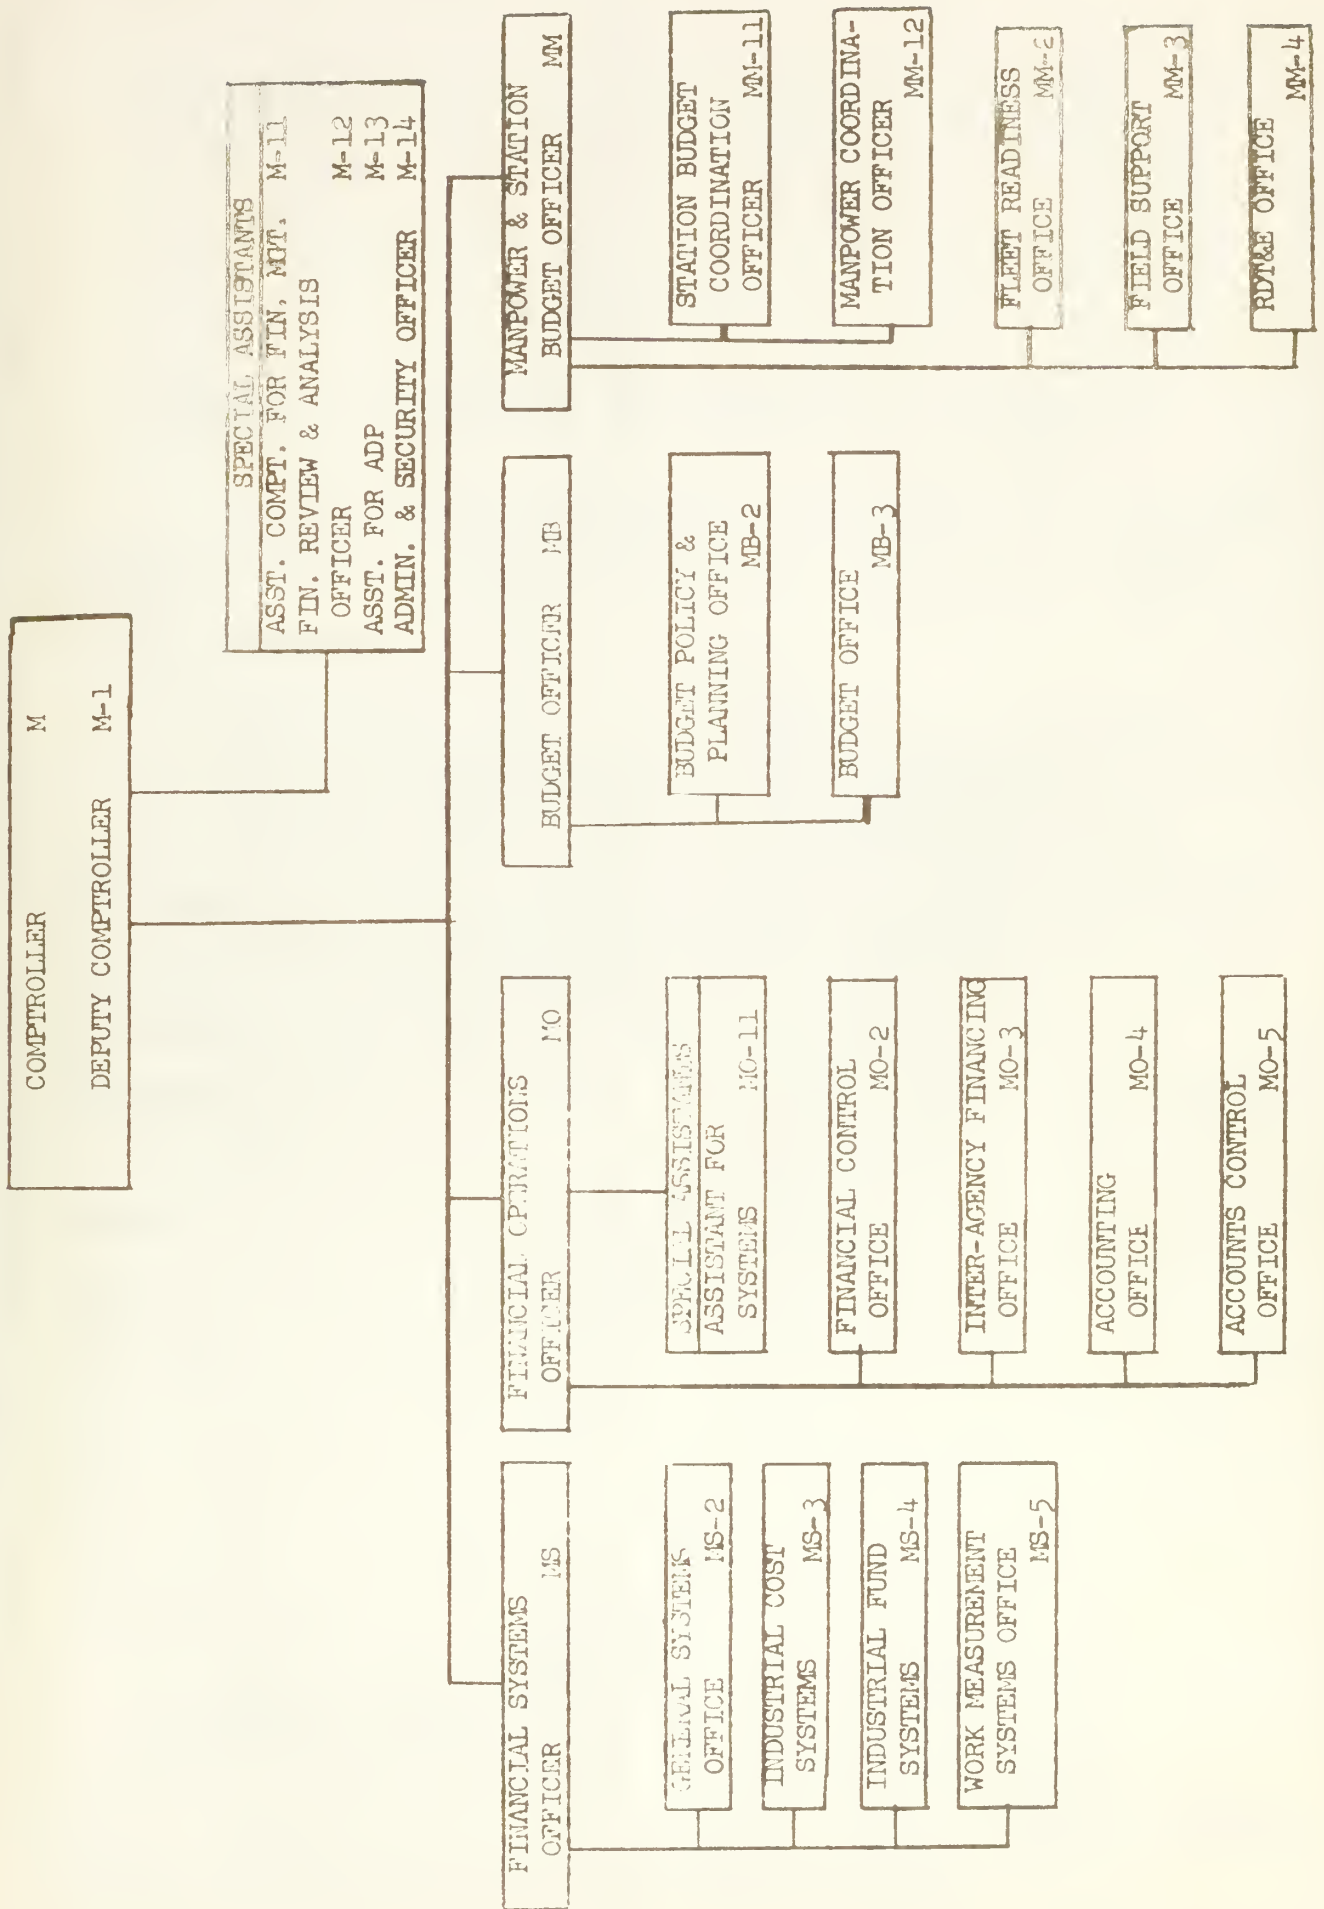 COMPTROLLER M
DEPUTY COMPTROLLER M-1
SPECIAL ASSISTANTS
ASST. COMPT. FOR FIN. MGT. M-11
FIN. REVIEW & ANALYSIS
OFFICER M-12
ASST. FOR ADP M-13
ADMIN. & SECURITY OFFICER M-14
FINANCIAL SYSTEMS
OFFICER MS
GENERAL SYSTEMS
OFFICE MS-2
INDUSTRIAL COST
SYSTEMS MS-3
INDUSTRIAL FUND
SYSTEMS MS-4
WORK MEASUREMENT
SYSTEMS OFFICE
MS-5
FINANCIAL OPERATIONS
OFFICER MO
SPECIAL ASSISTANTS
ASSISTANT FOR
SYSTEMS MO-11
FINANCIAL CONTROL
OFFICE MO-2
INTER-AGENCY FINANCING
OFFICE MO-3
ACCOUNTING
OFFICE MO-4
ACCOUNTS CONTROL
OFFICE MO-5
BUDGET OFFICER MB
BUDGET POLICY &
PLANNING OFFICE
MB-2
BUDGET OFFICE
MB-3
MANPOWER & STATION
BUDGET OFFICER MM
STATION BUDGET
COORDINATION
OFFICER MM-11
MANPOWER COORDINA-
TION OFFICER
MM-12
FLEET READINESS
OFFICE MM-2
FIELD SUPPORT
OFFICE MM-3
RDT&E OFFICE
MM-4